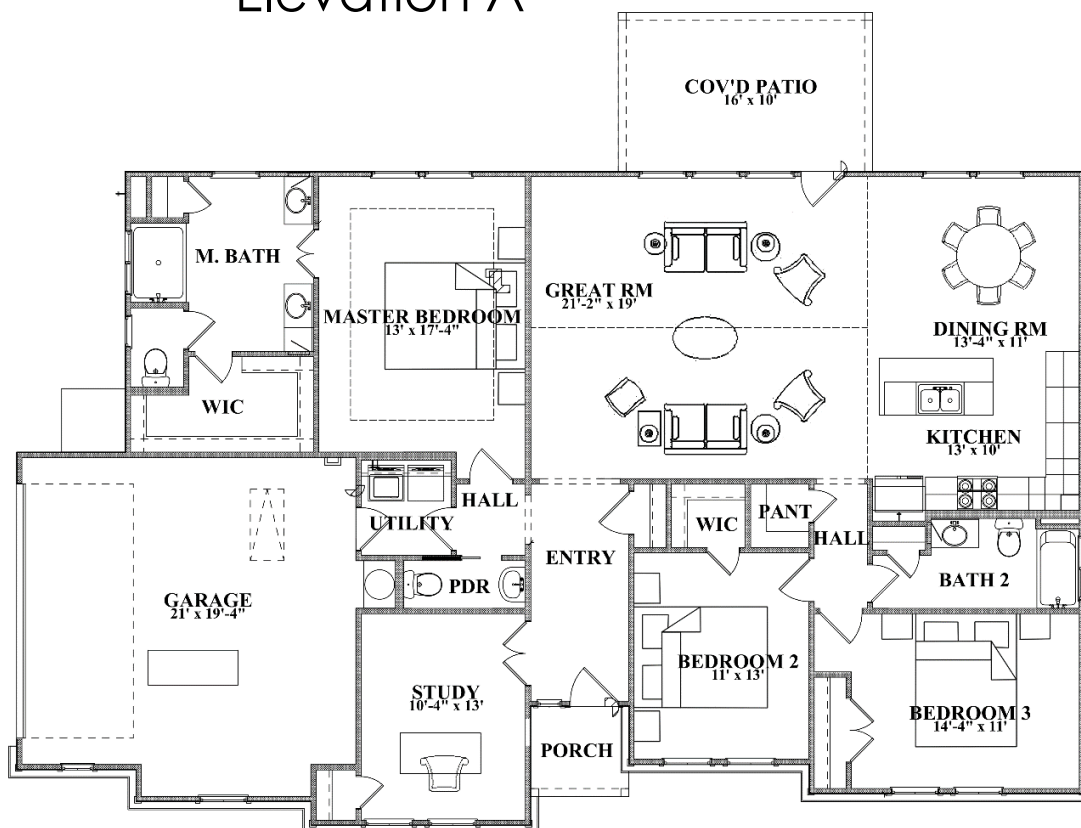 Elevation A
COV'D PATIO
16' x 10'
M. BATH
GREAT RM
21'-2" x 19'
MASTER BEDROOM
13' x 17'-4"
DINING RM
13'-4" x 11'
WIC
KITCHEN
13' x 10'
HALL
UTILITY
WIC
PANT
HALL
ENTRY
PDR
BATH 2
GARAGE
21' x 19'-4"
BEDROOM 2
11' x 13'
STUDY
10'-4" x 13'
BEDROOM 3
14'-4" x 11'
PORCH